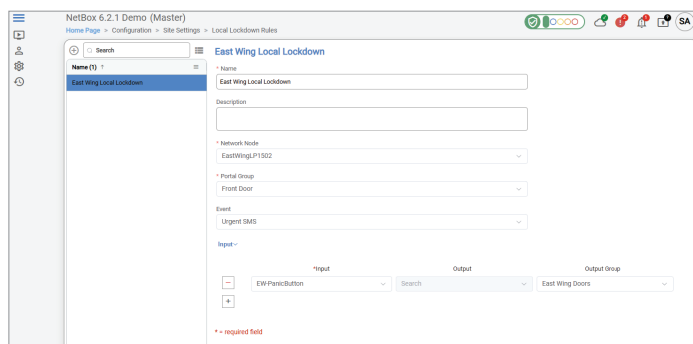 NetBox 6.2.1 Demo (Master)
Home Page > Configuration > Site Settings > Local Lockdown Rules
SA
Search
Name (1) ↑
East Wing Local Lockdown
East Wing Local Lockdown
* Name
East Wing Local Lockdown
Description
* Network Node
EastWingLP1502
* Portal Group
Front Door
Event
Urgent SMS
Input
*Input Output Output Group
EW-PanicButton Search East Wing Doors
* = required field